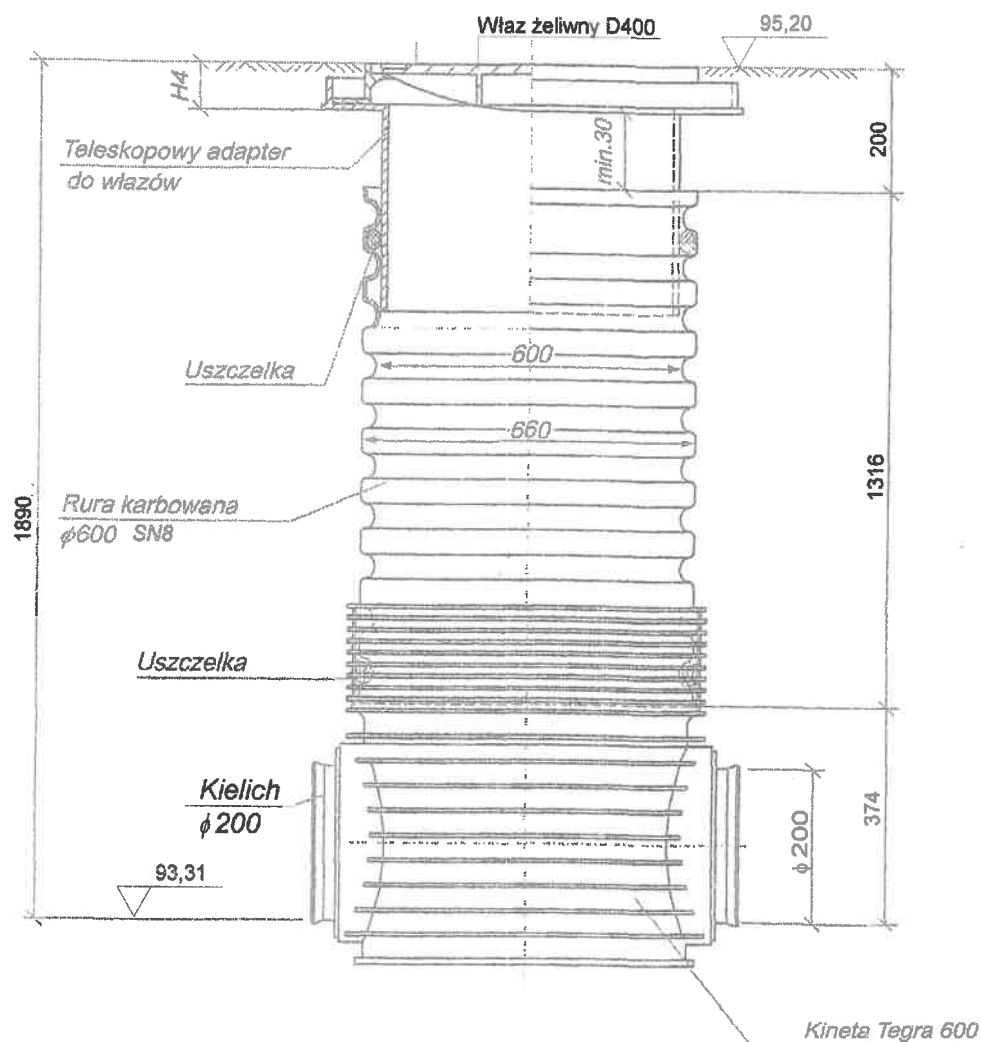 Właz żeliwny D400
95,20
H4
200
min.30
Teleskopowy adapter
do włazów
Uszczelka
600
660
1316
1890
Rura karbowana
ϕ600 SN8
Uszczelka
Kielich
ϕ200
ϕ200
374
93,31
Kineta Tegra 600